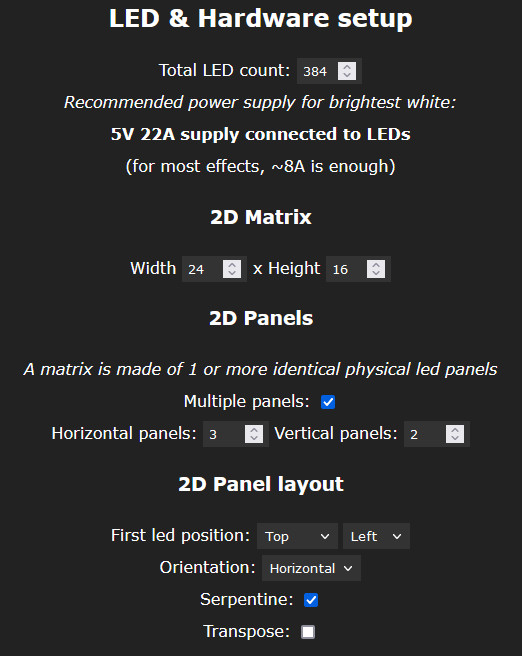 LED & Hardware setup
Total LED count: 384
Recommended power supply for brightest white:
5V 22A supply connected to LEDs
(for most effects, ~8A is enough)
2D Matrix
Width 24 x Height 16
2D Panels
A matrix is made of 1 or more identical physical led panels
Multiple panels:
Horizontal panels: 3 Vertical panels: 2
2D Panel layout
First led position: Top Left
Orientation: Horizontal
Serpentine:
Transpose: